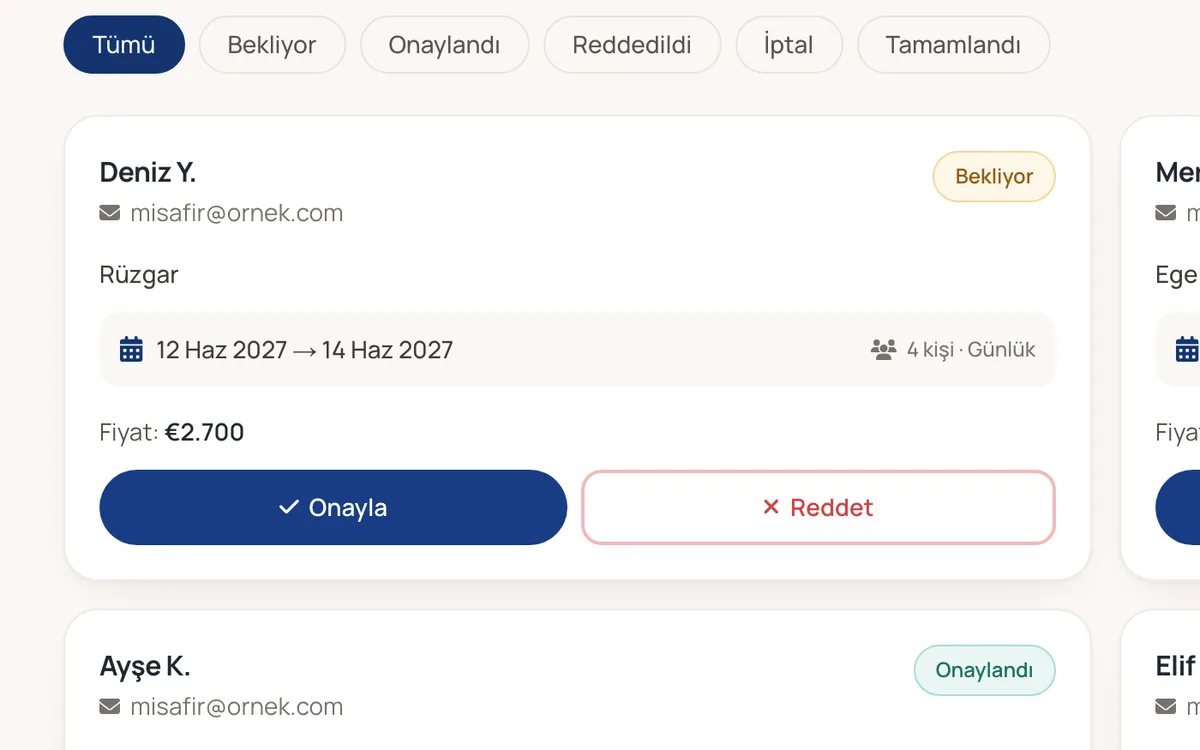 Tümü Bekliyor Onaylandı Reddedildi İptal Tamamlandı
Deniz Y.
Bekliyor
misafir@ornek.com
Rüzgar
12 Haz 2027 → 14 Haz 2027
4 kişi · Günlük
Fiyat: €2.700
Onayla
Reddet
Ayşe K.
Onaylandı
misafir@ornek.com
Ege
Elif